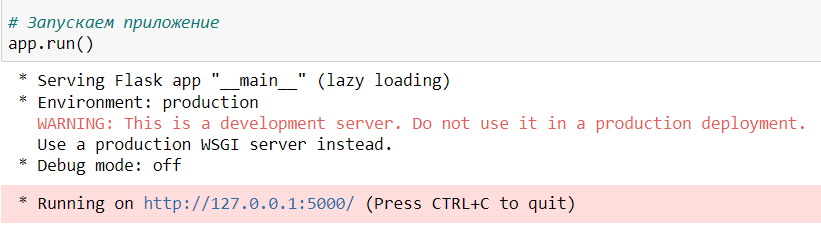 # Запускаем приложение
app.run()
* Serving Flask app "__main__" (lazy loading)
* Environment: production
WARNING: This is a development server. Do not use it in a production deployment.
Use a production WSGI server instead.
* Debug mode: off
* Running on http://127.0.0.1:5000/ (Press CTRL+C to quit)